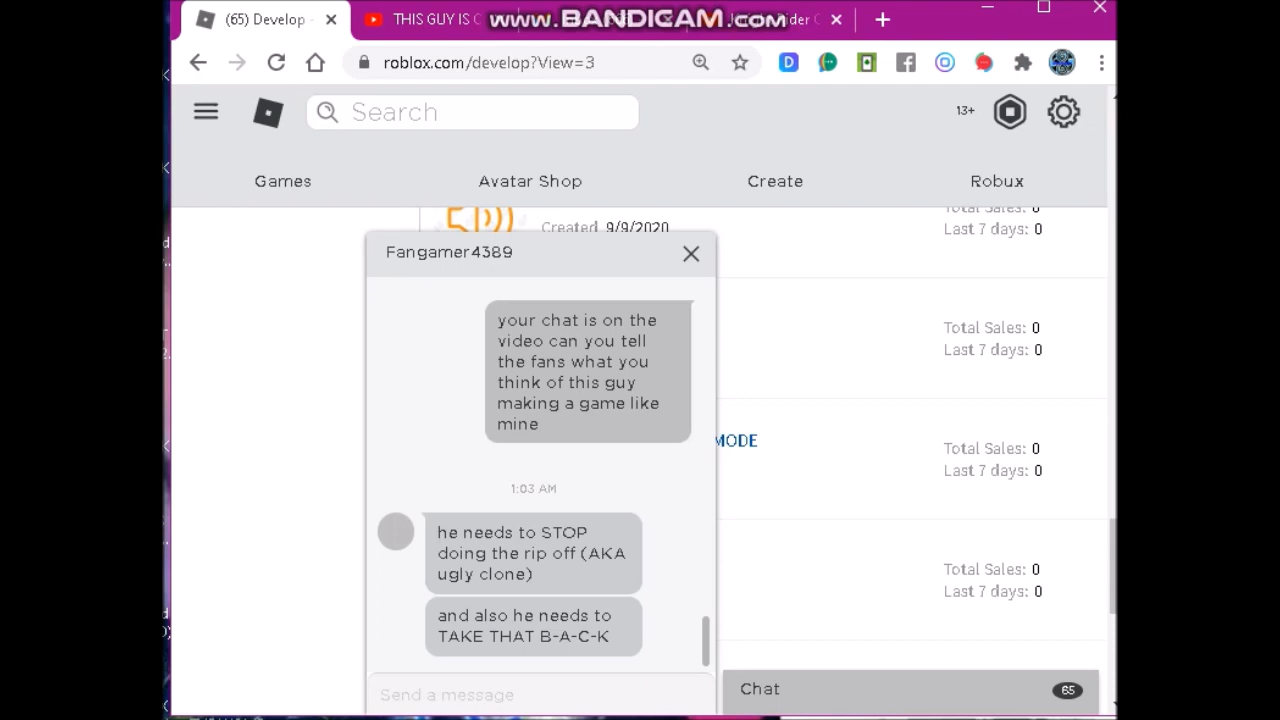 (65) Develop
THIS GUY IS C
www.BANDICAM.com
Rider
roblox.com/develop?View=3
Search
13+
Games
Avatar Shop
Create
Robux
Created 9/9/2020
Total Sales: 0
Last 7 days: 0
Fangamer4389
your chat is on the
video can you tell
the fans what you
think of this guy
making a game like
mine
Total Sales: 0
Last 7 days: 0
MODE
Total Sales: 0
Last 7 days: 0
1:03 AM
he needs to STOP
doing the rip off (AKA
ugly clone)
Total Sales: 0
Last 7 days: 0
and also he needs to
TAKE THAT B-A-C-K
Send a message
Chat
65